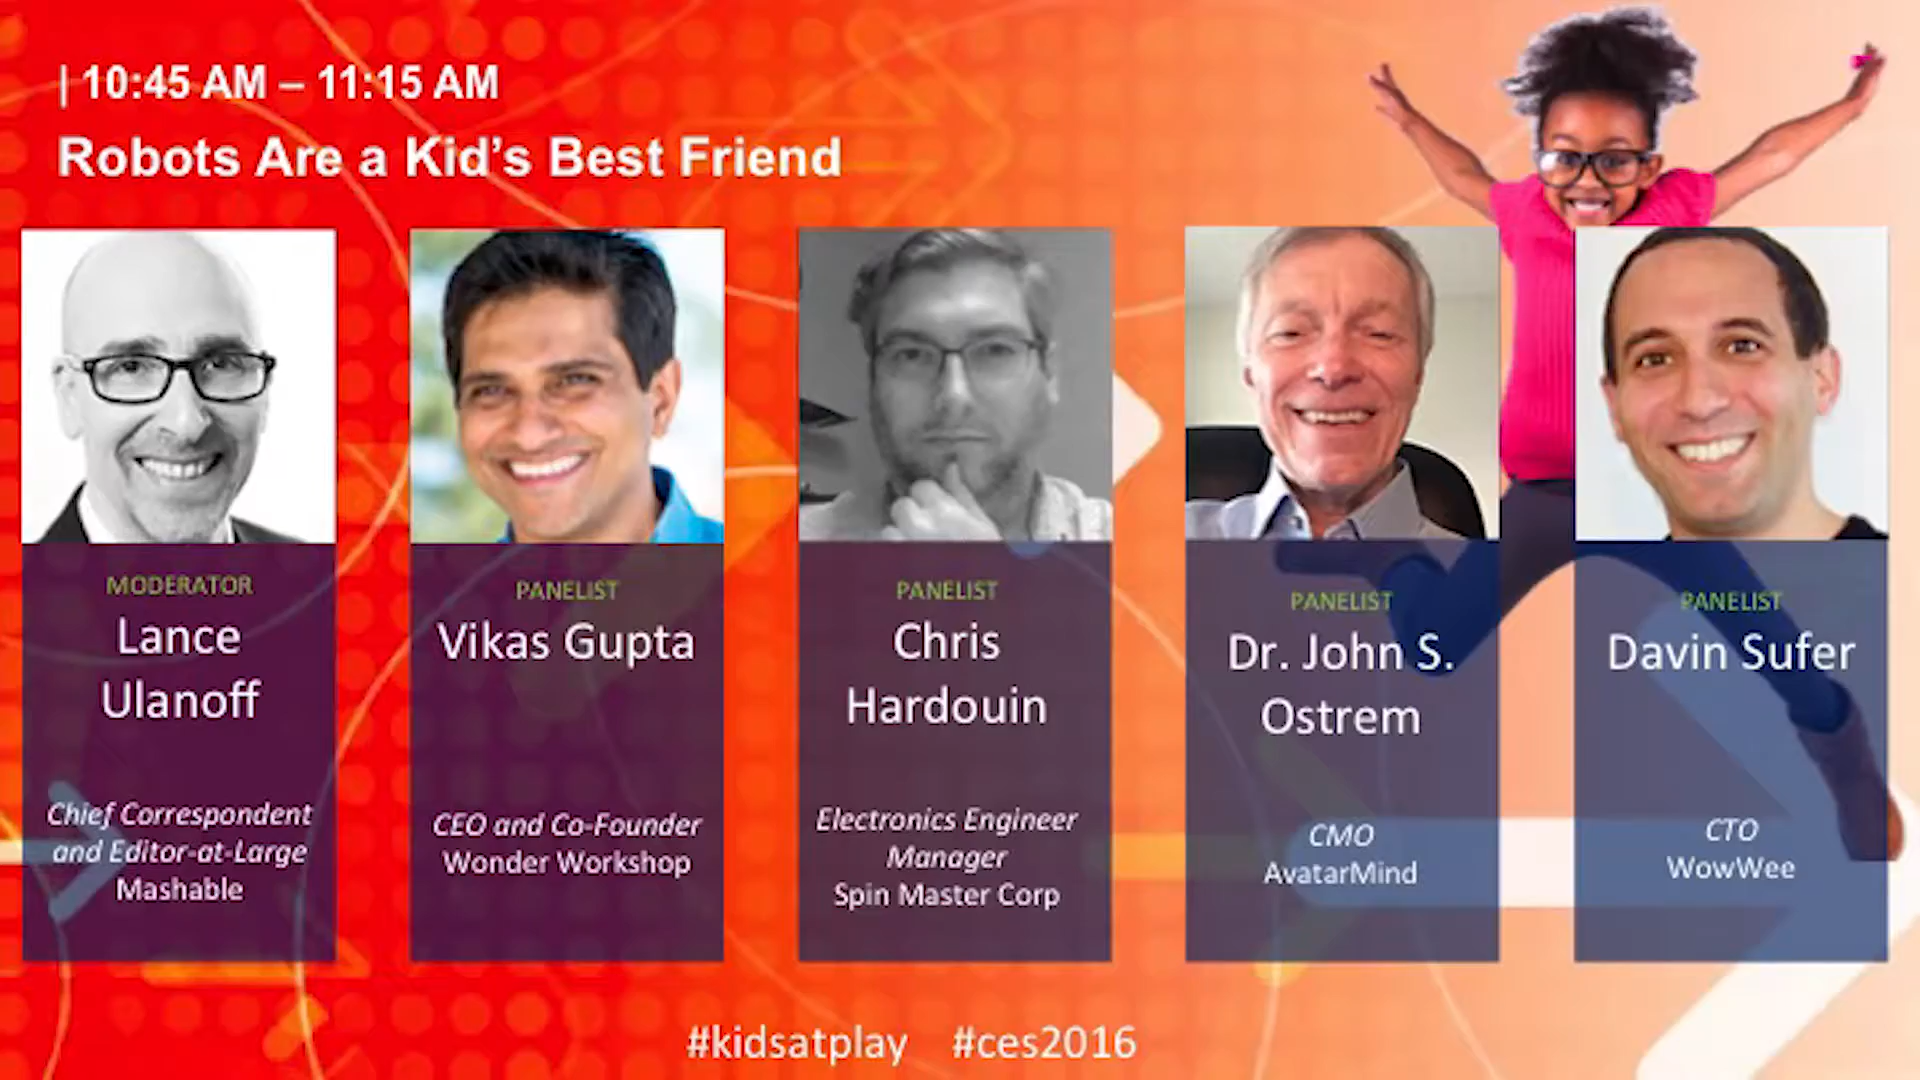 | 10:45 AM – 11:15 AM
Robots Are a Kid's Best Friend
MODERATOR
Lance
Ulanoff
Chief Correspondent
and Editor-at-Large
Mashable
PANELIST
Vikas Gupta
CEO and Co-Founder
Wonder Workshop
PANELIST
Chris
Hardouin
Electronics Engineer
Manager
Spin Master Corp
PANELIST
Dr. John S.
Ostrem
CMO
AvatarMind
PANELIST
Davin Sufer
CTO
WowWee
#kidsatplay #ces2016